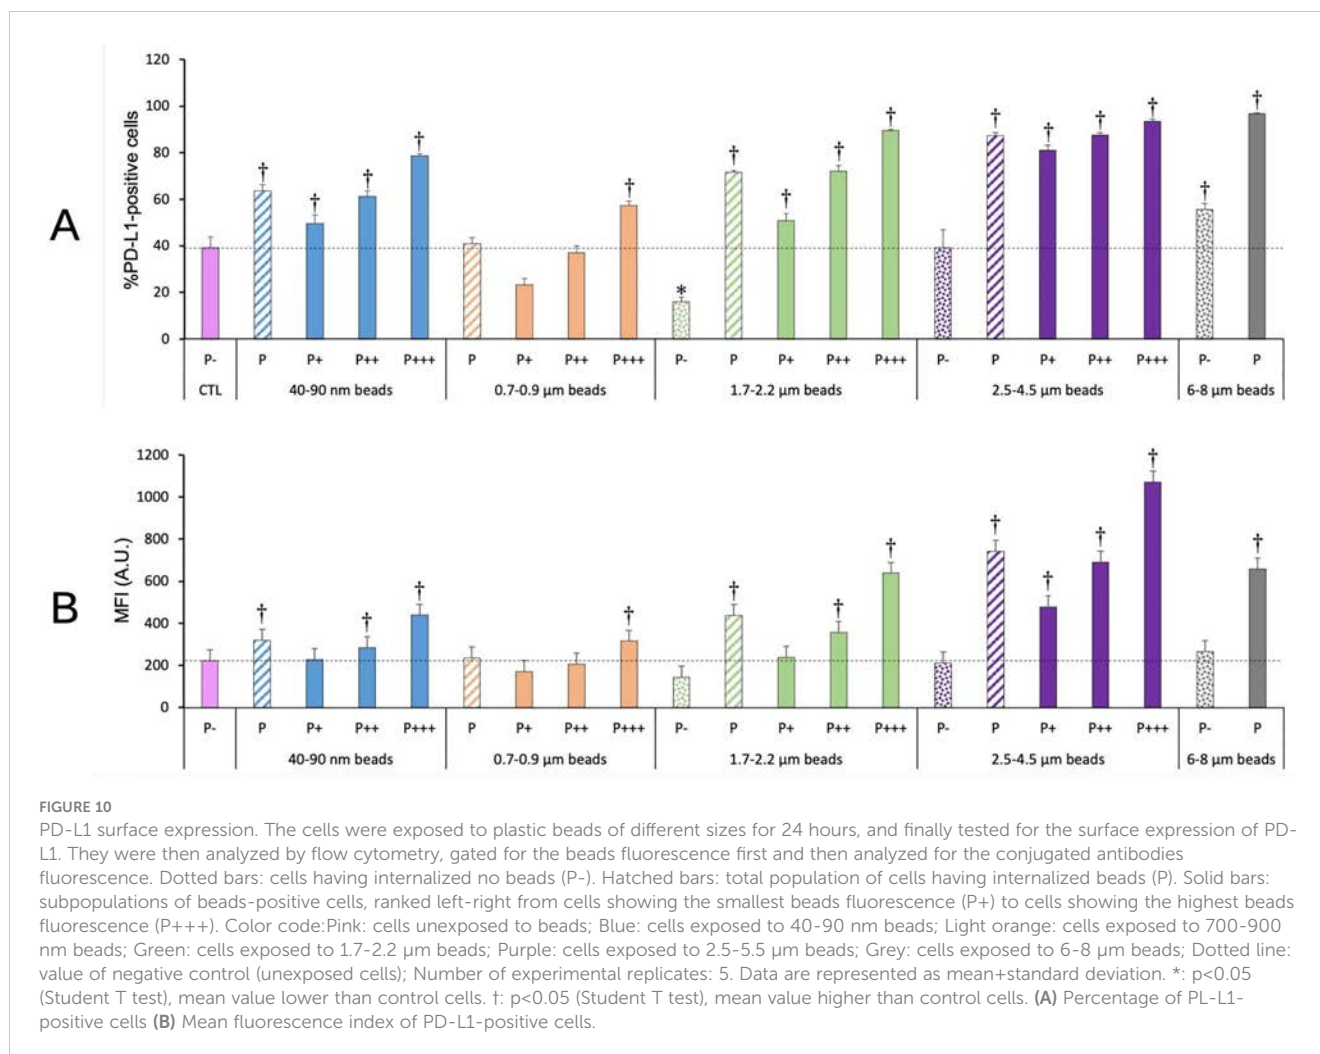 A
%PD-L1-positive cells
120
100
80
60
40
20
0
† † † † † * † † † † † † † † † †
P- P P+ P++ P+++ P P+ P++ P+++ P- P P+ P++ P+++ P- P P+ P++ P+++ P- P
CTL 40-90 nm beads 0.7-0.9 µm beads 1.7-2.2 µm beads 2.5-4.5 µm beads 6-8 µm beads
B
MFI (A.U.)
1200
1000
800
600
400
200
0
† † † † † † † † † † † †
P- P P+ P++ P+++ P P+ P++ P+++ P- P P+ P++ P+++ P- P P+ P++ P+++ P- P
40-90 nm beads 0.7-0.9 µm beads 1.7-2.2 µm beads 2.5-4.5 µm beads 6-8 µm beads
FIGURE 10
PD-L1 surface expression. The cells were exposed to plastic beads of different sizes for 24 hours, and finally tested for the surface expression of PD-
L1. They were then analyzed by flow cytometry, gated for the beads fluorescence first and then analyzed for the conjugated antibodies
fluorescence. Dotted bars: cells having internalized no beads (P-). Hatched bars: total population of cells having internalized beads (P). Solid bars:
subpopulations of beads-positive cells, ranked left-right from cells showing the smallest beads fluorescence (P+) to cells showing the highest beads
fluorescence (P+++). Color code:Pink: cells unexposed to beads; Blue: cells exposed to 40-90 nm beads; Light orange: cells exposed to 700-900
nm beads; Green: cells exposed to 1.7-2.2 µm beads; Purple: cells exposed to 2.5-5.5 µm beads; Grey: cells exposed to 6-8 µm beads; Dotted line:
value of negative control (unexposed cells); Number of experimental replicates: 5. Data are represented as mean+standard deviation. *: p<0.05
(Student T test), mean value lower than control cells. †: p<0.05 (Student T test), mean value higher than control cells. (A) Percentage of PL-L1-
positive cells (B) Mean fluorescence index of PD-L1-positive cells.